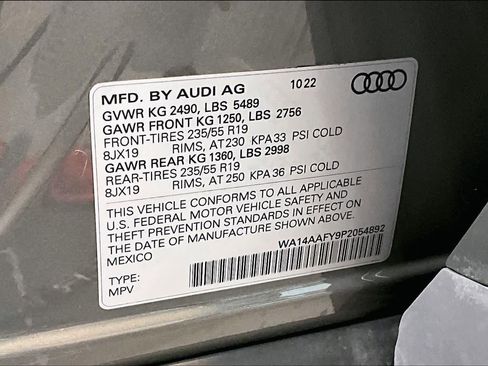 MFD. BY AUDI AG 10 22
GVWR KG 2490, LBS 5489
GAWR FRONT KG 1250, LBS 2756
FRONT-TIRES 235/55 R19
8JX19 RIMS, AT 230 KPA 33 PSI COLD
GAWR REAR KG 1360, LBS 2998
REAR-TIRES 235/55 R19
8JX19 RIMS, AT 250 KPA 36 PSI COLD
THIS VEHICLE CONFORMS TO ALL APPLICABLE
U.S. FEDERAL MOTOR VEHICLE SAFETY AND
THEFT PREVENTION STANDARDS IN EFFECT ON
THE DATE OF MANUFACTURE SHOWN ABOVE.
MEXICO
WA14AAFY9P2054892
TYPE:
MPV